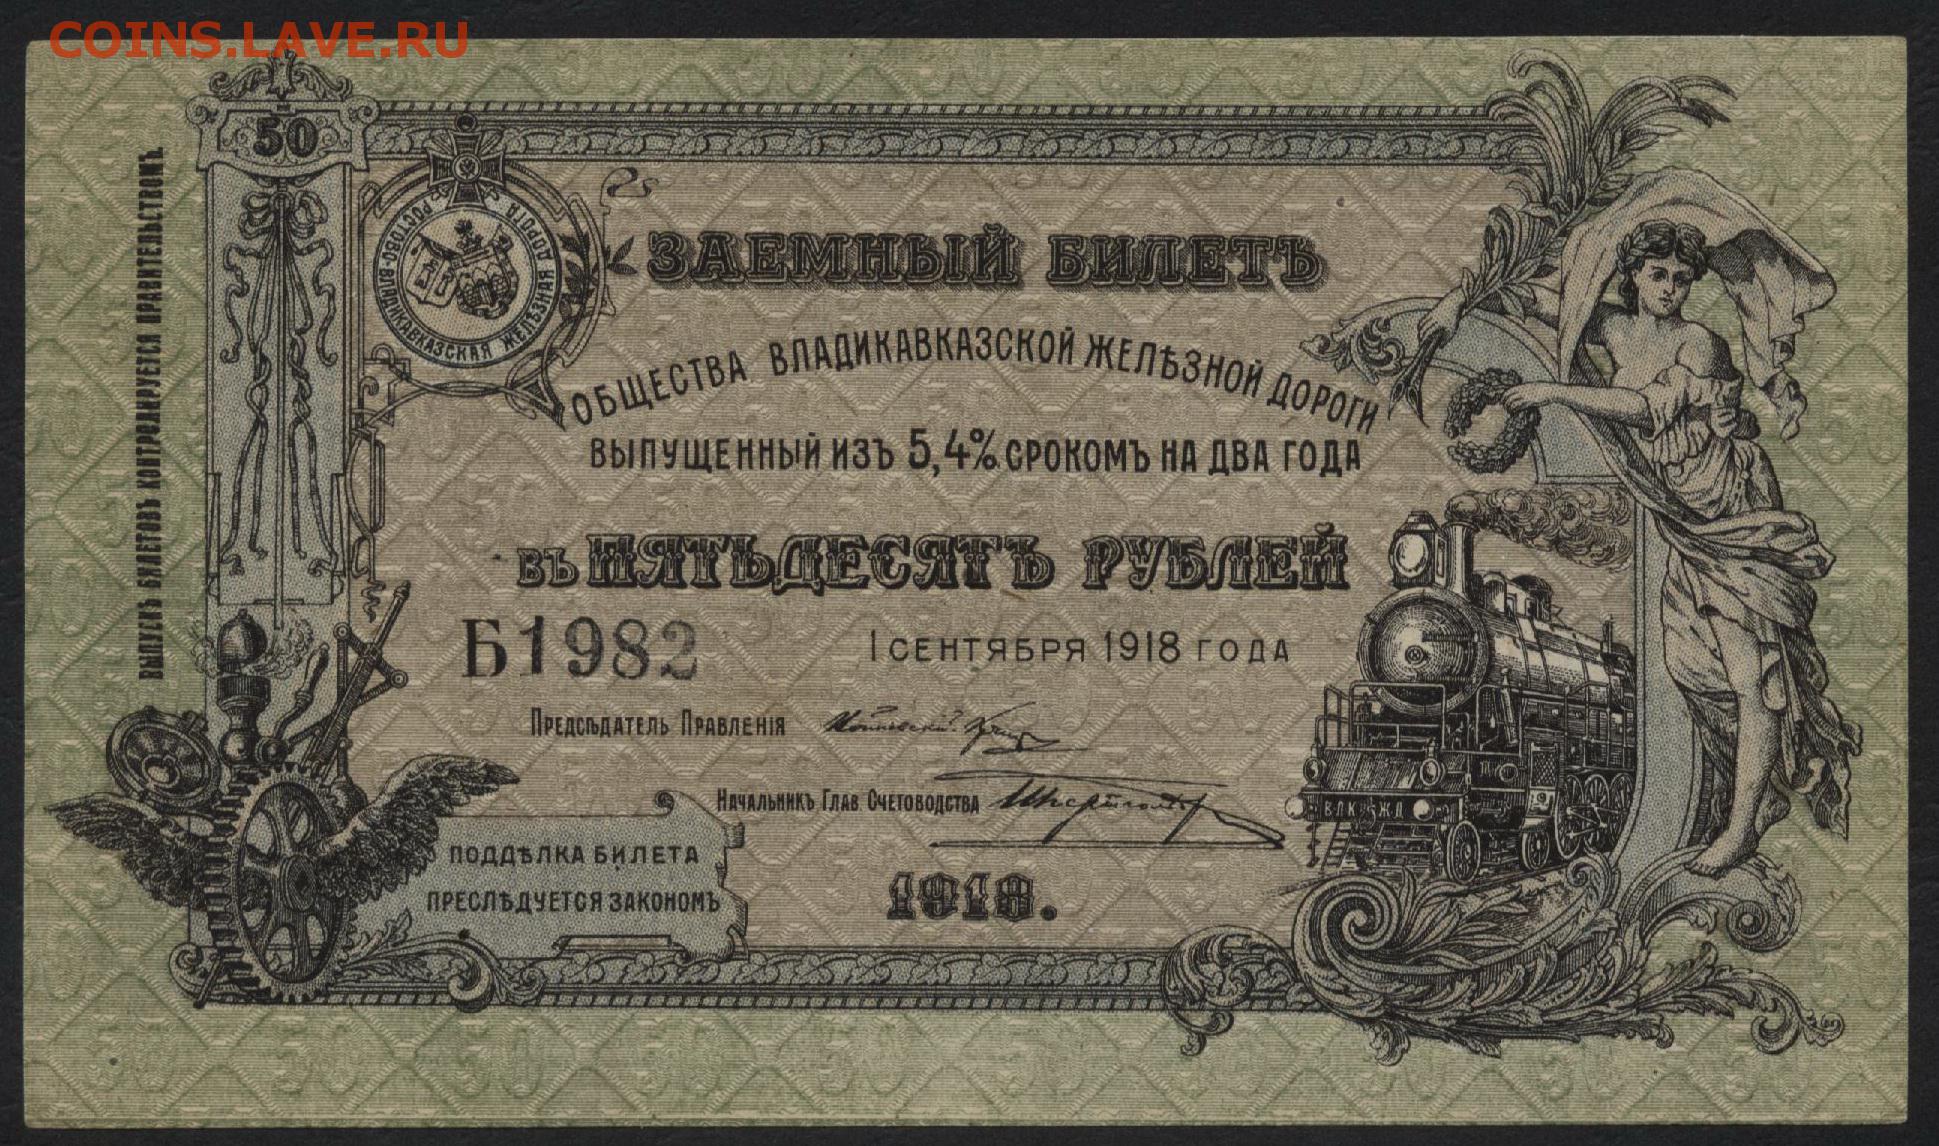 COINS.LAVE.RU
50
ВЫПУСКЪ БИЛЕТОВЪ КОНТРОЛИРУЕТСЯ ПРАВИТЕЛЬСТВОМЪ.
РОСТОВО-ВЛАДИКАВКАЗСКАЯ ЖЕЛЕЗНАЯ ДОРОГА
ЗАЕМНЫЙ БИЛЕТЪ
ОБЩЕСТВА ВЛАДИКАВКАЗСКОЙ ЖЕЛѢЗНОЙ ДОРОГИ
ВЫПУЩЕННЫЙ ИЗЪ 5,4% СРОКОМЪ НА ДВА ГОДА
ВЪ ПЯТЬДЕСЯТЪ РУБЛЕЙ
Б1982
1 СЕНТЯБРЯ 1918 ГОДА
ПРЕДСѢДАТЕЛЬ ПРАВЛЕНІЯ
НАЧАЛЬНИКЪ ГЛАВ. СЧЕТОВОДСТВА
ВЛК ЖД
ПОДДѢЛКА БИЛЕТА
ПРЕСЛѢДУЕТСЯ ЗАКОНОМЪ
1918.